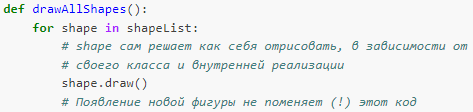 def drawAllShapes():
    for shape in shapeList:
        # shape сам решает как себя отрисовать, в зависимости от
        # своего класса и внутренней реализации
        shape.draw()
        # Появление новой фигуры не поменяет (!) этот код